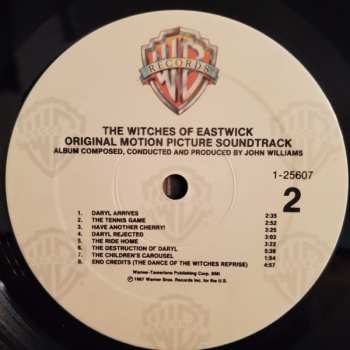 WB
RECORDS
THE WITCHES OF EASTWICK
ORIGINAL MOTION PICTURE SOUNDTRACK
ALBUM COMPOSED, CONDUCTED AND PRODUCED BY JOHN WILLIAMS
1-25607
2
1. DARYL ARRIVES 2:35
2. THE TENNIS GAME 2:52
3. HAVE ANOTHER CHERRY! 3:25
4. DARYL REJECTED 3:03
5. THE RIDE HOME 3:22
6. THE DESTRUCTION OF DARYL 5:38
7. THE CHILDREN'S CAROUSEL 1:54
8. END CREDITS (THE DANCE OF THE WITCHES REPRISE) 4:57
Warner-Tamerlane Publishing Corp. BMI
℗ 1987 Warner Bros. Records Inc. for the U.S.